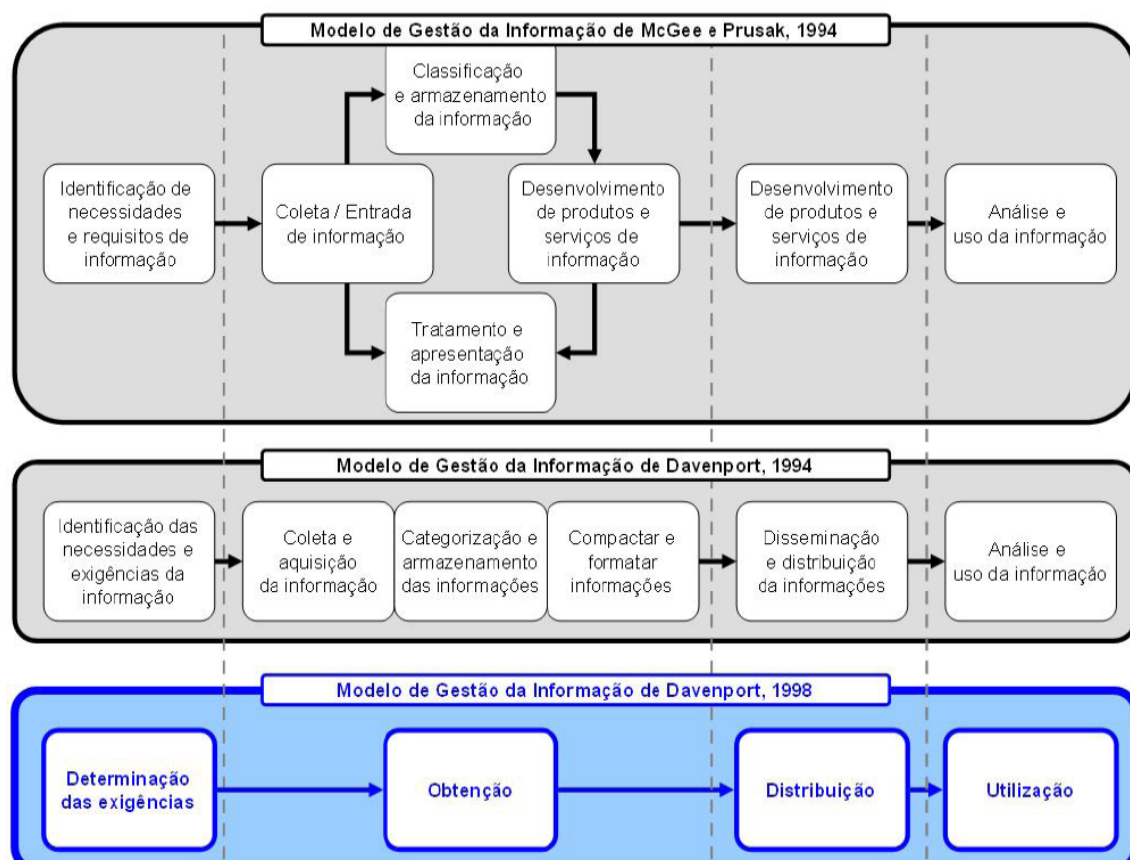 Modelo de Gestão da Informação de McGee e Prusak, 1994
Classificação
e armazenamento
da informação
Identificação de
necessidades
e requisitos de
informação
Coleta / Entrada
de informação
Desenvolvimento
de produtos e
serviços de
informação
Desenvolvimento
de produtos e
serviços de
informação
Análise e
uso da informação
Tratamento e
apresentação
da informação
Modelo de Gestão da Informação de Davenport, 1994
Identificação das
necessidades e
exigências da
informação
Coleta e
aquisição
da informação
Categorização e
armazenamento
das informações
Compactar e
formatar
informações
Disseminação
e distribuição
da informações
Análise e
uso da informação
Modelo de Gestão da Informação de Davenport, 1998
Determinação
das exigências
Obtenção
Distribuição
Utilização